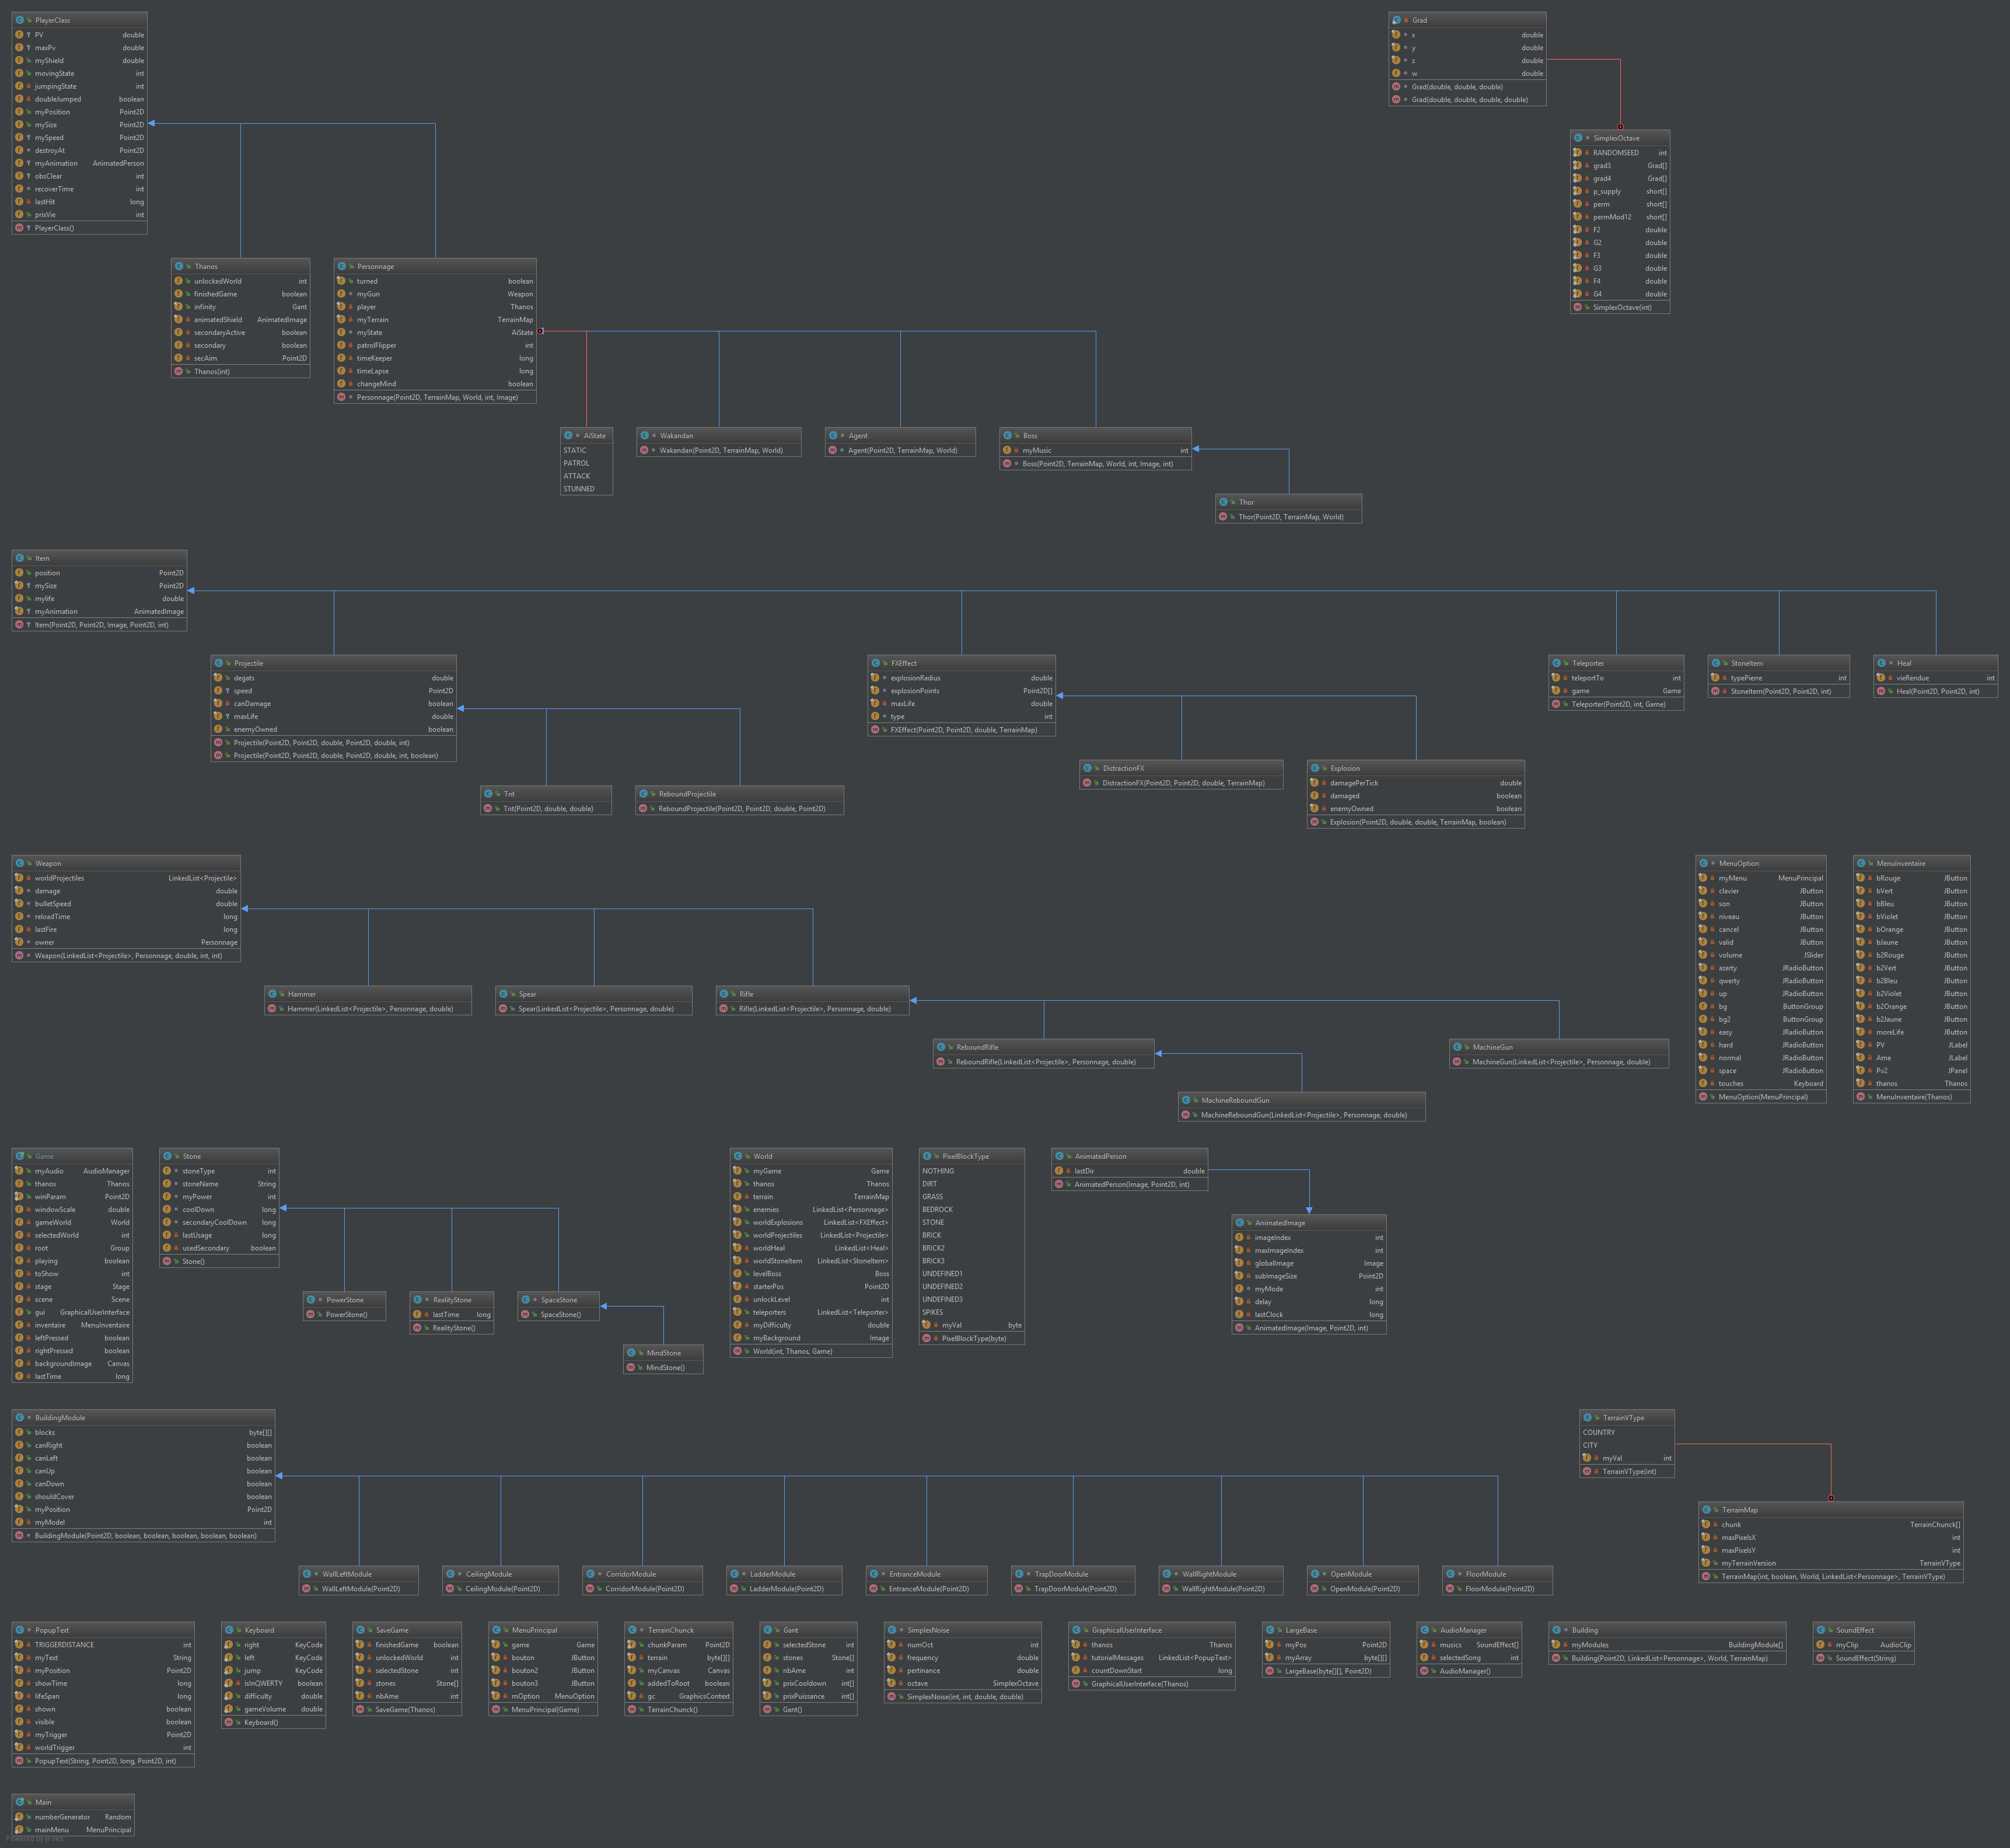 PlayerClass
PV double
maxPv double
myShield double
movingState int
jumpingState int
doubleJumped boolean
myPosition Point2D
mySize Point2D
mySpeed Point2D
destroyAt Point2D
myAnimation AnimatedPerson
obsClear int
recoverTime int
lastHit long
prixVie int
PlayerClass()
Grad
x double
y double
z double
w double
Grad(double, double, double)
Grad(double, double, double, double)
SimplexOctave
RANDOMSEED int
grad3 Grad[]
grad4 Grad[]
p_supply short[]
perm short[]
permMod12 short[]
F2 double
G2 double
F3 double
G3 double
F4 double
G4 double
SimplexOctave(int)
Thanos
unlockedWorld int
finishedGame boolean
infinity Gant
animatedShield AnimatedImage
secondaryActive boolean
secondary boolean
secAim Point2D
Thanos(int)
Personnage
turned boolean
myGun Weapon
player Thanos
myTerrain TerrainMap
myState AiState
patrolFlipper int
timeKeeper long
timeLapse long
changeMind boolean
Personnage(Point2D, TerrainMap, World, int, Image)
AiState
STATIC
PATROL
ATTACK
STUNNED
Wakandan
Wakandan(Point2D, TerrainMap, World)
Agent
Agent(Point2D, TerrainMap, World)
Boss
myMusic int
Boss(Point2D, TerrainMap, World, int, Image, int)
Thor
Thor(Point2D, TerrainMap, World)
Item
position Point2D
mySize Point2D
mylife double
myAnimation AnimatedImage
Item(Point2D, Point2D, Image, Point2D, int)
Projectile
degats double
speed Point2D
canDamage boolean
maxLife double
enemyOwned boolean
Projectile(Point2D, Point2D, double, Point2D, double, int)
Projectile(Point2D, Point2D, double, Point2D, double, int, boolean)
FXEffect
explosionRadius double
explosionPoints Point2D[]
maxLife double
type int
FXEffect(Point2D, Point2D, double, TerrainMap)
Teleporter
teleportTo int
game Game
Teleporter(Point2D, int, Game)
StoneItem
typePierre int
StoneItem(Point2D, Point2D, int)
Heal
vieRendue int
Heal(Point2D, Point2D, int)
Tnt
Tnt(Point2D, double, double)
ReboundProjectile
ReboundProjectile(Point2D, Point2D, double, Point2D)
DistractionFX
DistractionFX(Point2D, Point2D, double, TerrainMap)
Explosion
damagePerTick double
damaged boolean
enemyOwned boolean
Explosion(Point2D, double, double, TerrainMap, boolean)
Weapon
worldProjectiles LinkedList<Projectile>
damage double
bulletSpeed double
reloadTime long
lastFire long
owner Personnage
Weapon(LinkedList<Projectile>, Personnage, double, int, int)
Hammer
Hammer(LinkedList<Projectile>, Personnage, double)
Spear
Spear(LinkedList<Projectile>, Personnage, double)
Rifle
Rifle(LinkedList<Projectile>, Personnage, double)
ReboundRifle
ReboundRifle(LinkedList<Projectile>, Personnage, double)
MachineGun
MachineGun(LinkedList<Projectile>, Personnage, double)
MachineReboundGun
MachineReboundGun(LinkedList<Projectile>, Personnage, double)
MenuOption
myMenu MenuPrincipal
clavier JButton
son JButton
niveau JButton
cancel JButton
valid JButton
volume JSlider
azerty JRadioButton
qwerty JRadioButton
up JRadioButton
bg ButtonGroup
bg2 ButtonGroup
easy JRadioButton
hard JRadioButton
normal JRadioButton
space JRadioButton
touches Keyboard
MenuOption(MenuPrincipal)
MenuInventaire
bRouge JButton
bVert JButton
bBleu JButton
bViolet JButton
bOrange JButton
bJaune JButton
b2Rouge JButton
b2Vert JButton
b2Bleu JButton
b2Violet JButton
b2Orange JButton
b2Jaune JButton
moreLife JButton
PV JLabel
Ame JLabel
Pv2 JPanel
thanos Thanos
MenuInventaire(Thanos)
Game
myAudio AudioManager
thanos Thanos
winParam Point2D
windowScale double
gameWorld World
selectedWorld int
root Group
playing boolean
toShow int
stage Stage
scene Scene
gui GraphicalUserInterface
inventaire MenuInventaire
leftPressed boolean
rightPressed boolean
backgroundImage Canvas
lastTime long
Stone
stoneType int
stoneName String
myPower int
coolDown long
secondaryCoolDown long
lastUsage long
usedSecondary boolean
Stone()
PowerStone
PowerStone()
RealityStone
lastTime long
RealityStone()
SpaceStone
SpaceStone()
MindStone
MindStone()
World
myGame Game
thanos Thanos
terrain TerrainMap
enemies LinkedList<Personnage>
worldExplosions LinkedList<FXEffect>
worldProjectiles LinkedList<Projectile>
worldHeal LinkedList<Heal>
worldStoneItem LinkedList<StoneItem>
levelBoss Boss
starterPos Point2D
unlockLevel int
teleporters LinkedList<Teleporter>
myDifficulty double
myBackground Image
World(int, Thanos, Game)
PixelBlockType
NOTHING
DIRT
GRASS
BEDROCK
STONE
BRICK
BRICK2
BRICK3
UNDEFINED1
UNDEFINED2
UNDEFINED3
SPIKES
myVal byte
PixelBlockType(byte)
AnimatedPerson
lastDir double
AnimatedPerson(Image, Point2D, int)
AnimatedImage
imageIndex int
maxImageIndex int
globalImage Image
subImageSize Point2D
myMode int
delay long
lastClock long
AnimatedImage(Image, Point2D, int)
BuildingModule
blocks byte[][]
canRight boolean
canLeft boolean
canUp boolean
canDown boolean
shouldCover boolean
myPosition Point2D
myModel int
BuildingModule(Point2D, boolean, boolean, boolean, boolean, boolean)
TerrainVType
COUNTRY
CITY
myVal int
TerrainVType(int)
TerrainMap
chunk TerrainChunck[]
maxPixelsX int
maxPixelsY int
myTerrainVersion TerrainVType
TerrainMap(int, boolean, World, LinkedList<Personnage>, TerrainVType)
WallLeftModule
WallLeftModule(Point2D)
CeilingModule
CeilingModule(Point2D)
CorridorModule
CorridorModule(Point2D)
LadderModule
LadderModule(Point2D)
EntranceModule
EntranceModule(Point2D)
TrapDoorModule
TrapDoorModule(Point2D)
WallRightModule
WallRightModule(Point2D)
OpenModule
OpenModule(Point2D)
FloorModule
FloorModule(Point2D)
PopupText
TRIGGERDISTANCE int
myText String
myPosition Point2D
showTime long
lifeSpan long
shown boolean
visible boolean
myTrigger Point2D
worldTrigger int
PopupText(String, Point2D, long, Point2D, int)
Keyboard
right KeyCode
left KeyCode
jump KeyCode
isInQWERTY boolean
difficulty double
gameVolume double
Keyboard()
SaveGame
finishedGame boolean
unlockedWorld int
selectedStone int
stones Stone[]
nbAme int
SaveGame(Thanos)
MenuPrincipal
game Game
bouton JButton
bouton2 JButton
bouton3 JButton
mOption MenuOption
MenuPrincipal(Game)
TerrainChunck
chunkParam Point2D
terrain byte[][]
myCanvas Canvas
addedToRoot boolean
gc GraphicsContext
TerrainChunck()
Gant
selectedStone int
stones Stone[]
nbAme int
prixCooldown int[]
prixPuissance int[]
Gant()
SimplexNoise
numOct int
frequency double
pertinance double
octave SimplexOctave
SimplexNoise(int, int, double, double)
GraphicalUserInterface
thanos Thanos
tutorialMessages LinkedList<PopupText>
countDownStart long
GraphicalUserInterface(Thanos)
LargeBase
myPos Point2D
myArray byte[][]
LargeBase(byte[][], Point2D)
AudioManager
musics SoundEffect[]
selectedSong int
AudioManager()
Building
myModules BuildingModule[]
Building(Point2D, LinkedList<Personnage>, World, TerrainMap)
SoundEffect
myClip AudioClip
SoundEffect(String)
Main
numberGenerator Random
mainMenu MenuPrincipal
Powered by yFiles